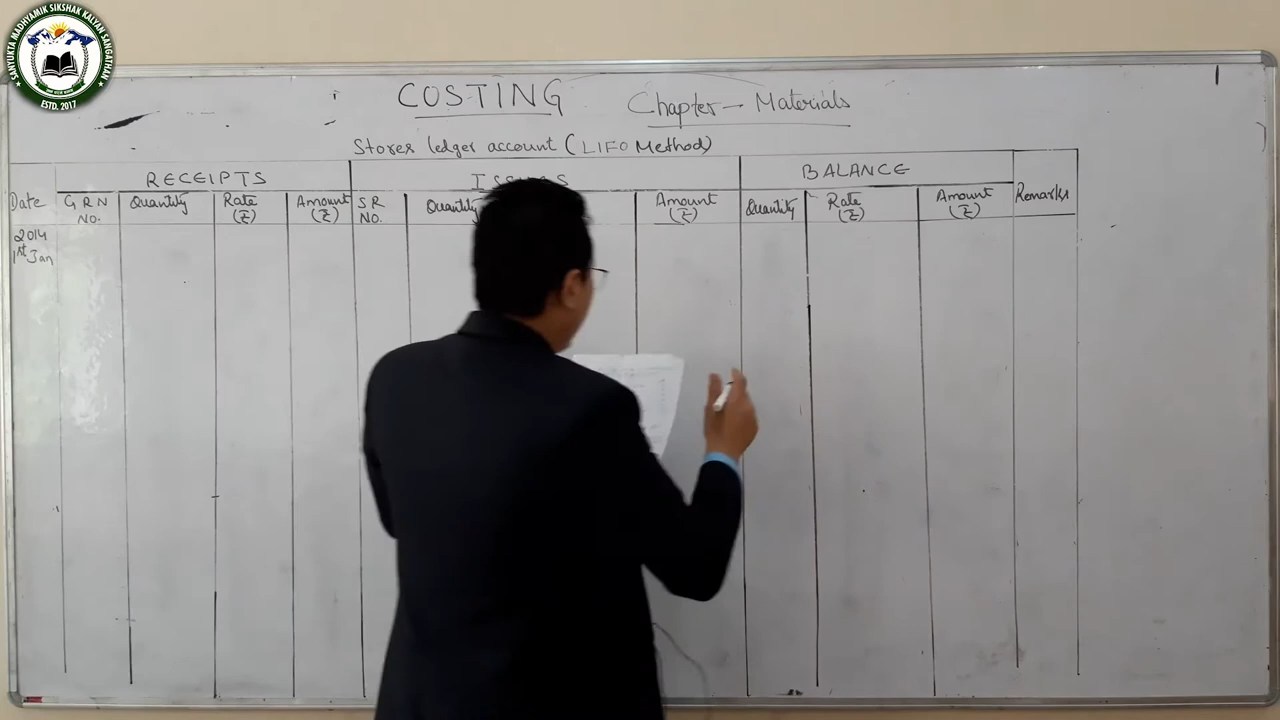 SANYUKTA MADHYAMIK SIKSHAK KALYAN SANGATHAN
ESTD. 2017
COSTING Chapter - Materials
Stores ledger account (LIFO Method)
RECEIPTS BALANCE
Date GRN NO. Quantity Rate (₹) Amount (₹) SR NO. Quantity Amount (₹) Quantity Rate (₹) Amount (₹) Remarks
2014
1st Jan